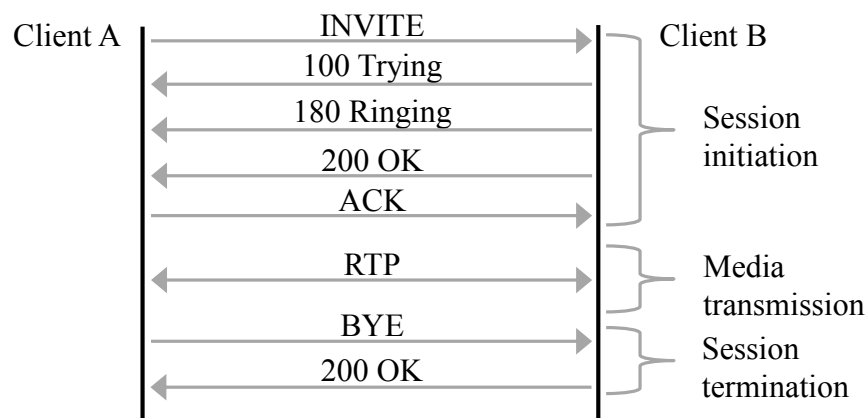 Client A
INVITE
Client B
100 Trying
180 Ringing
Session
initiation
200 OK
ACK
RTP
Media
transmission
BYE
Session
termination
200 OK